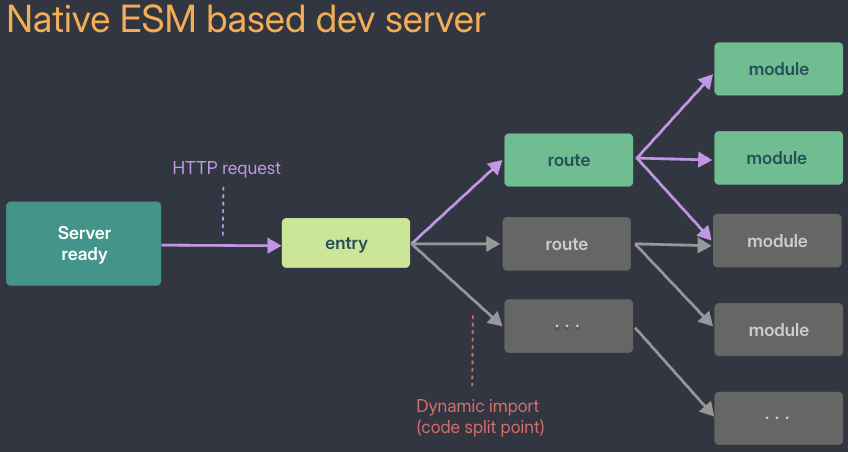 Native ESM based dev server
HTTP request
Server
ready
entry
route
route
. . .
module
module
module
module
. . .
Dynamic import
(code split point)